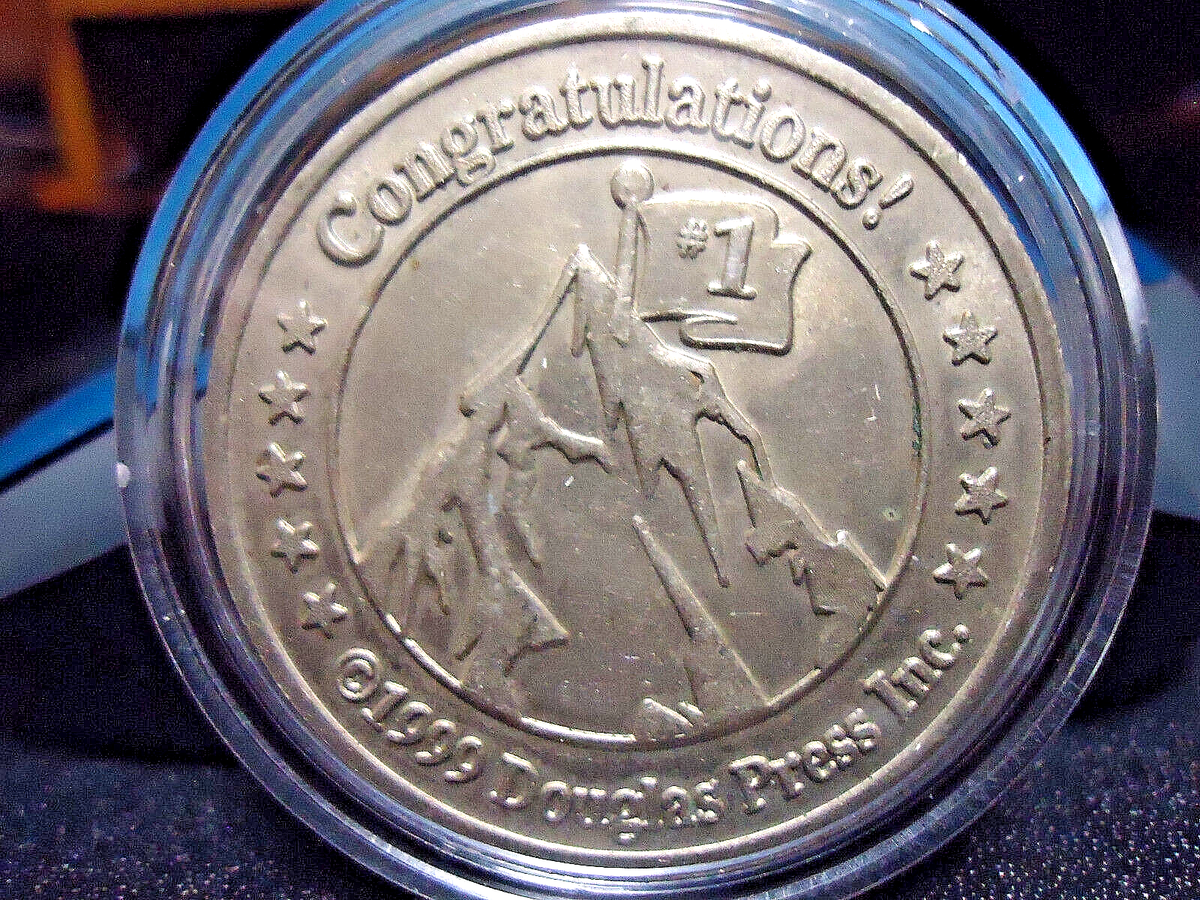 Congratulations!
#1
©1999 Douglas Press Inc.